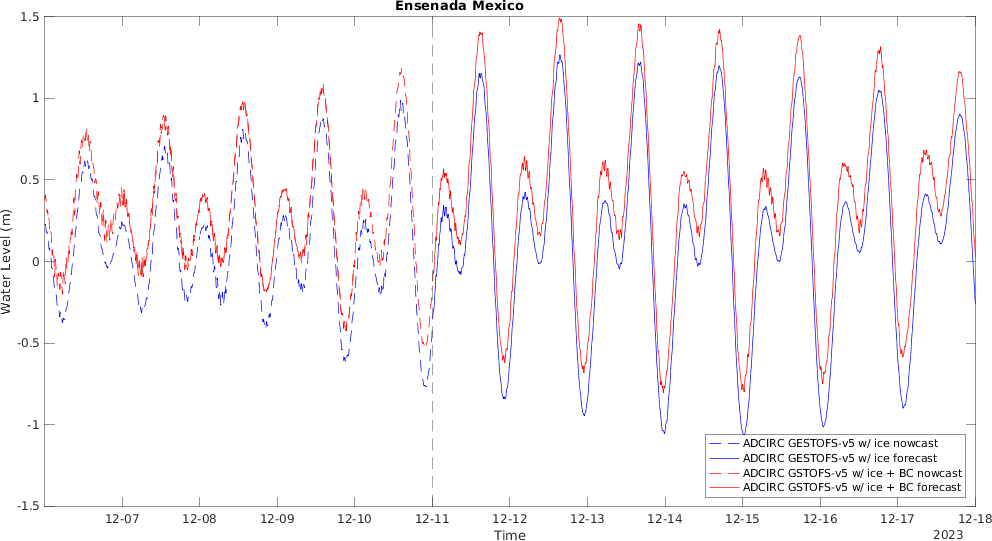 Ensenada Mexico
1.5
1
0.5
0
-0.5
-1
-1.5
Water Level (m)
12-07 12-08 12-09 12-10 12-11 12-12 12-13 12-14 12-15 12-16 12-17 12-18
Time
2023
ADCIRC GESTOFS-v5 w/ ice nowcast
ADCIRC GESTOFS-v5 w/ ice forecast
ADCIRC GSTOFS-v5 w/ ice + BC nowcast
ADCIRC GSTOFS-v5 w/ ice + BC forecast